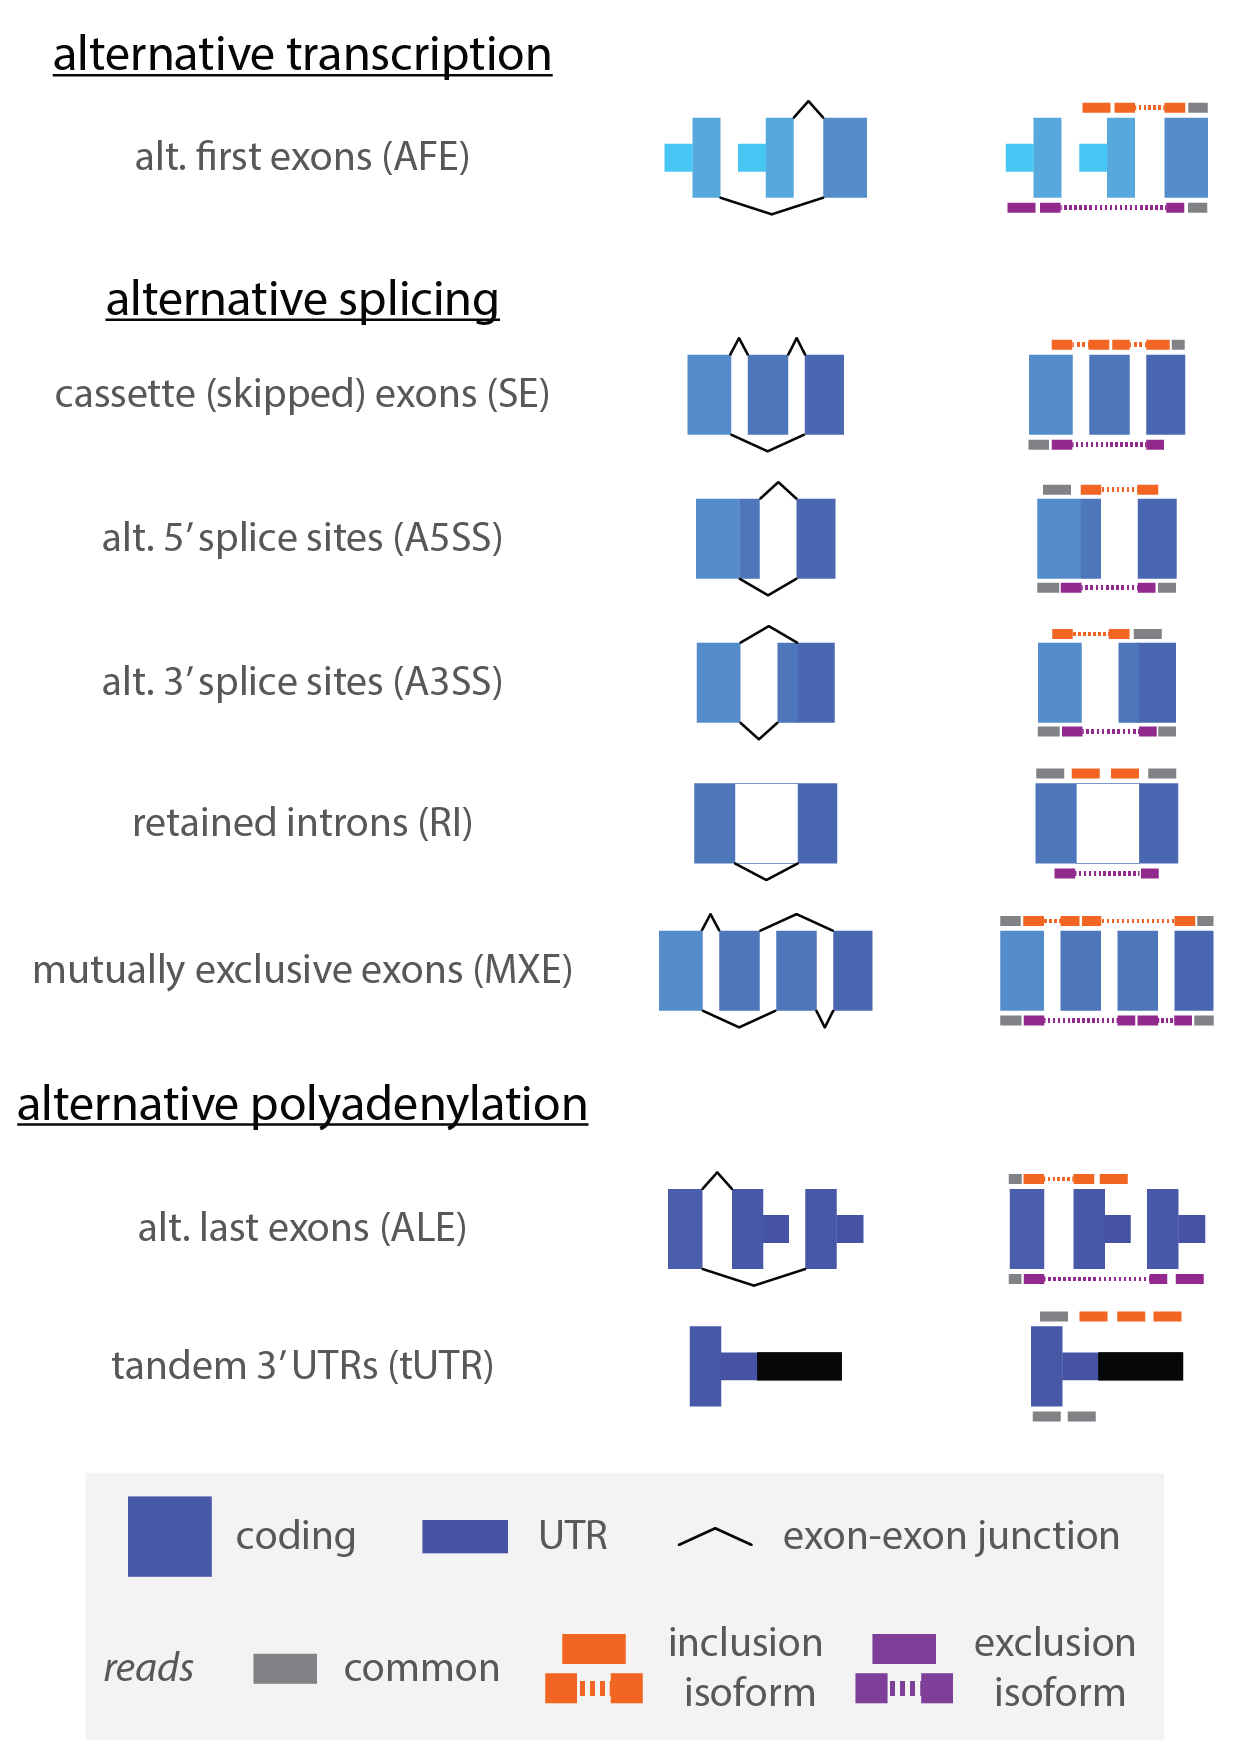 alternative transcription
alt. first exons (AFE)
alternative splicing
cassette (skipped) exons (SE)
alt. 5’ splice sites (A5SS)
alt. 3’ splice sites (A3SS)
retained introns (RI)
mutually exclusive exons (MXE)
alternative polyadenylation
alt. last exons (ALE)
tandem 3’ UTRs (tUTR)
coding UTR exon-exon junction
reads common inclusion isoform exclusion isoform